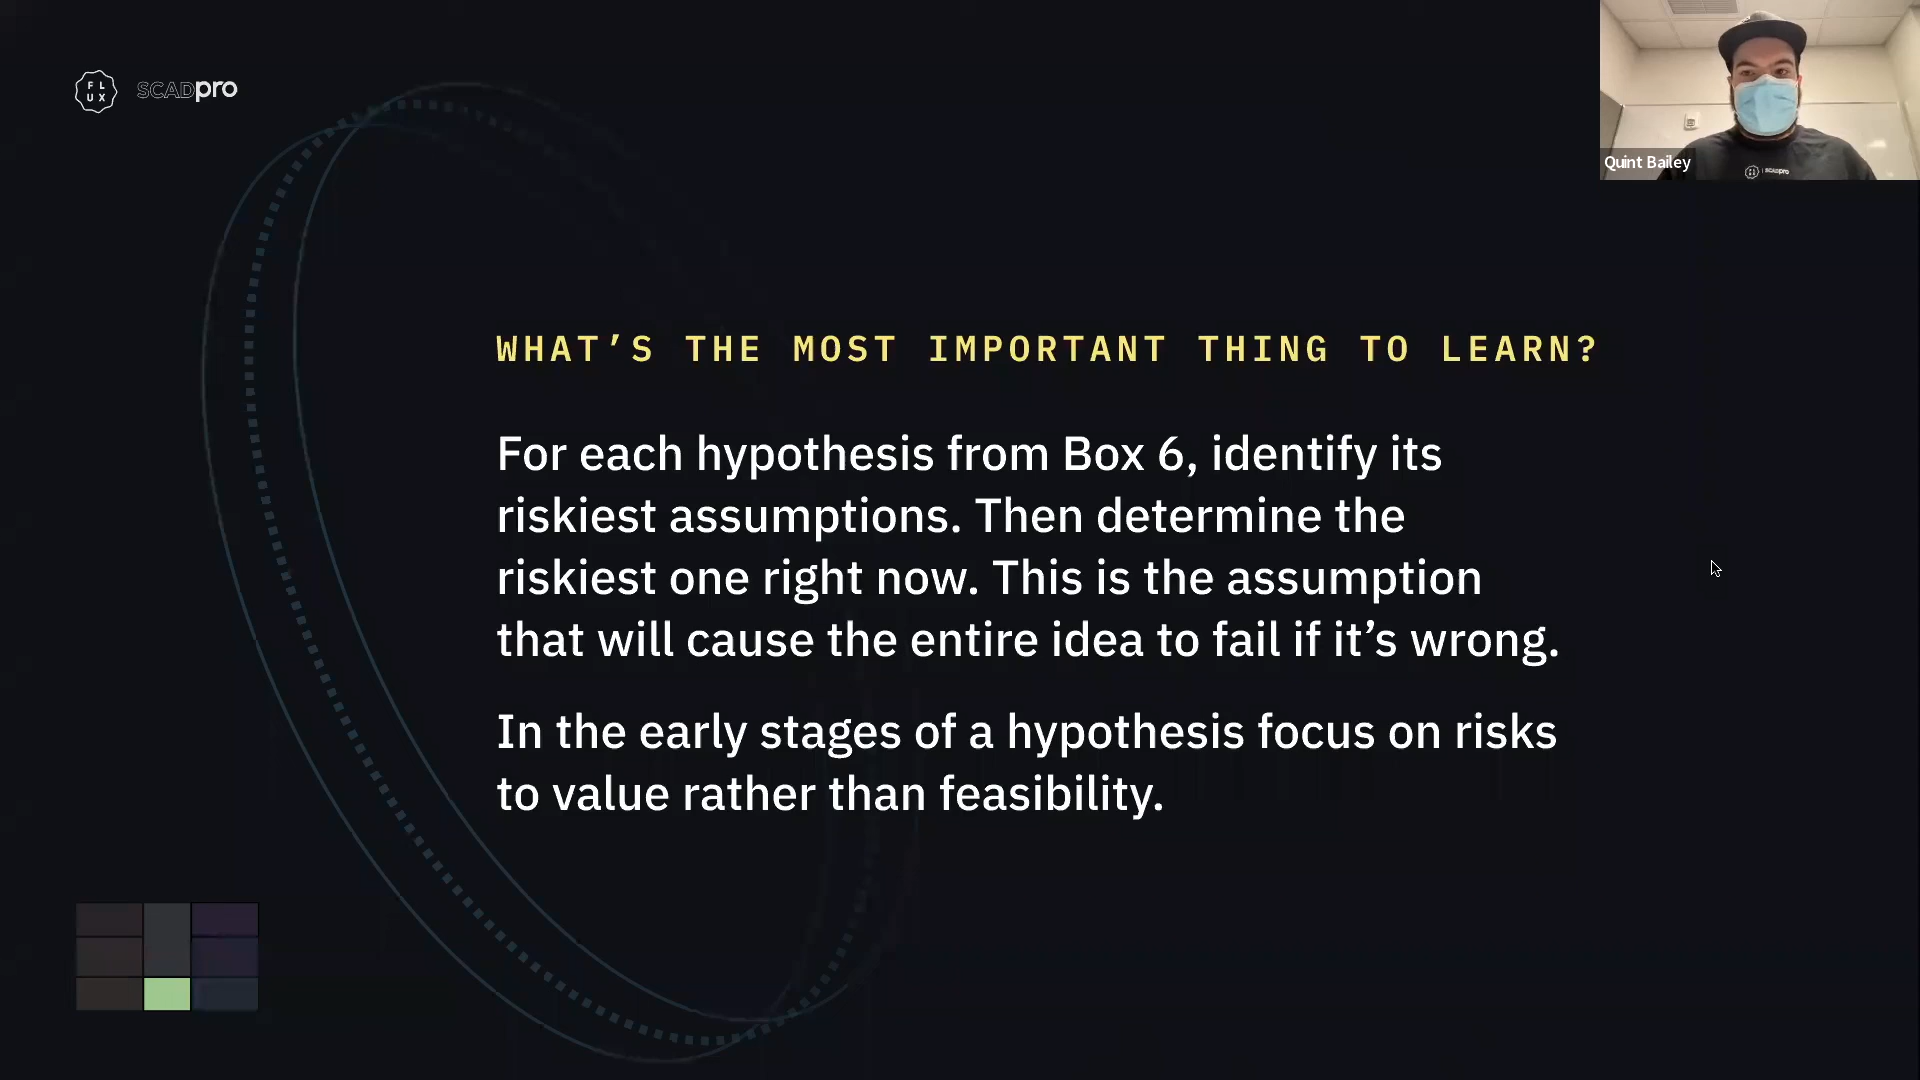 FL
UX
SCADpro
Quint Bailey
WHAT’S THE MOST IMPORTANT THING TO LEARN?
For each hypothesis from Box 6, identify its
riskiest assumptions. Then determine the
riskiest one right now. This is the assumption
that will cause the entire idea to fail if it’s wrong.
In the early stages of a hypothesis focus on risks
to value rather than feasibility.